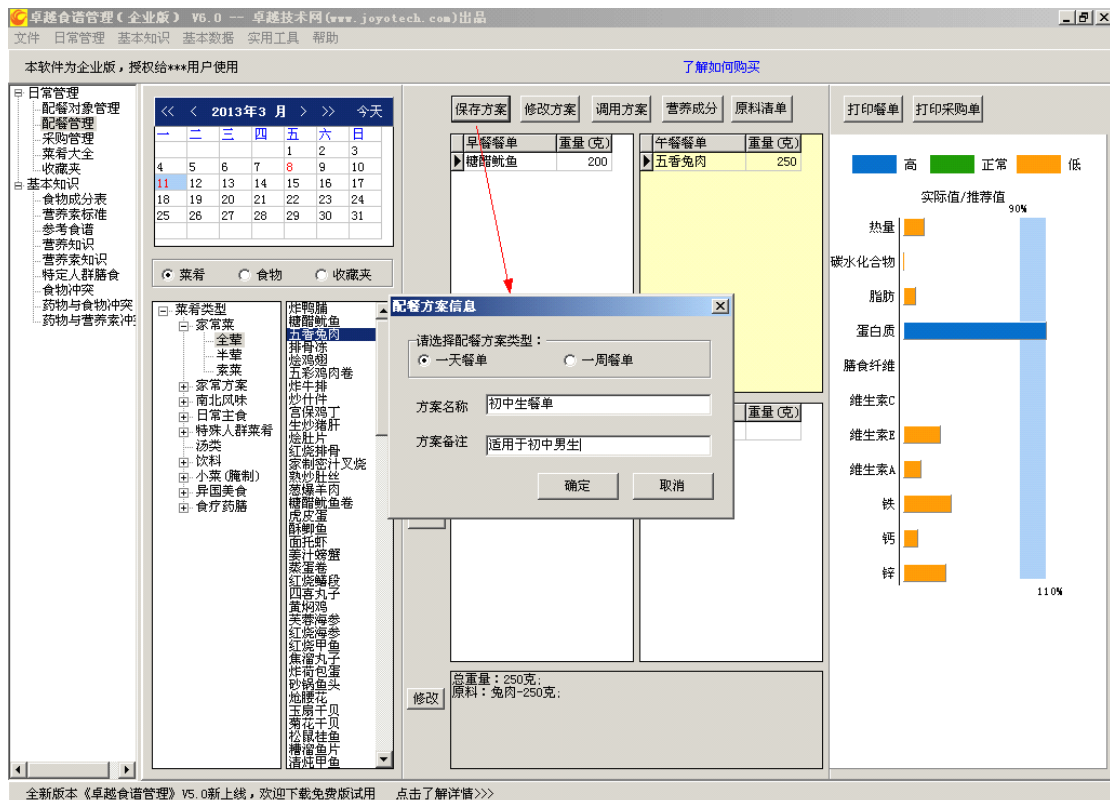 卓越食谱管理(企业版) V6.0 -- 卓越技术网(www.joyotech.com)出品
文件 日常管理 基本知识 基本数据 实用工具 帮助
本软件为企业版，授权给***用户使用
了解如何购买
日常管理
配餐对象管理
配餐管理
采购管理
菜肴大全
收藏夹
基本知识
食物成分表
营养素标准
参考食谱
营养知识
营养素知识
特定人群膳食
食物冲突
药物与食物冲突
药物与营养素冲
<< < 2013年3 月 > >> 今天
一 二 三 四 五 六 日
1 2 3
4 5 6 7 8 9 10
11 12 13 14 15 16 17
18 19 20 21 22 23 24
25 26 27 28 29 30 31
菜肴 食物 收藏夹
菜肴类型
家常菜
全荤
半荤
素菜
家常方案
南北风味
日常主食
特殊人群菜肴
汤类
饮料
小菜(腌制)
异国美食
食疗药膳
炸鸭脯
糖醋鱿鱼
五香兔肉
排骨冻
烩鸡翅
五彩鸡肉卷
炸牛排
炒什件
宫保鸡丁
生炒猪肝
烩肚片
红烧排骨
家制密汁叉烧
熟炒肚丝
葱爆羊肉
糖醋鱿鱼卷
虎皮蛋
酥鲫鱼
面托虾
姜汁螃蟹
蒸蛋卷
红烧鳝段
四喜丸子
黄焖鸡
芙蓉海参
红烧海参
红烧甲鱼
焦溜丸子
炸荷包蛋
砂锅鱼头
炝腰花
玉扇干贝
菊花干贝
松鼠桂鱼
糟溜鱼片
清炖甲鱼
保存方案 修改方案 调用方案 营养成分 原料清单
早餐餐单 重量(克)
糖醋鱿鱼 200
午餐餐单 重量(克)
五香兔肉 250
重量(克)
配餐方案信息
请选择配餐方案类型：
一天餐单 一周餐单
方案名称 初中生餐单
方案备注 适用于初中男生
确定 取消
修改
总重量：250克;
原料：兔肉-250克;
打印餐单 打印采购单
高 正常 低
实际值/推荐值
90%
热量
碳水化合物
脂肪
蛋白质
膳食纤维
维生素C
维生素E
维生素A
铁
钙
锌
110%
全新版本《卓越食谱管理》V5.0新上线，欢迎下载免费版试用 点击了解详情>>>